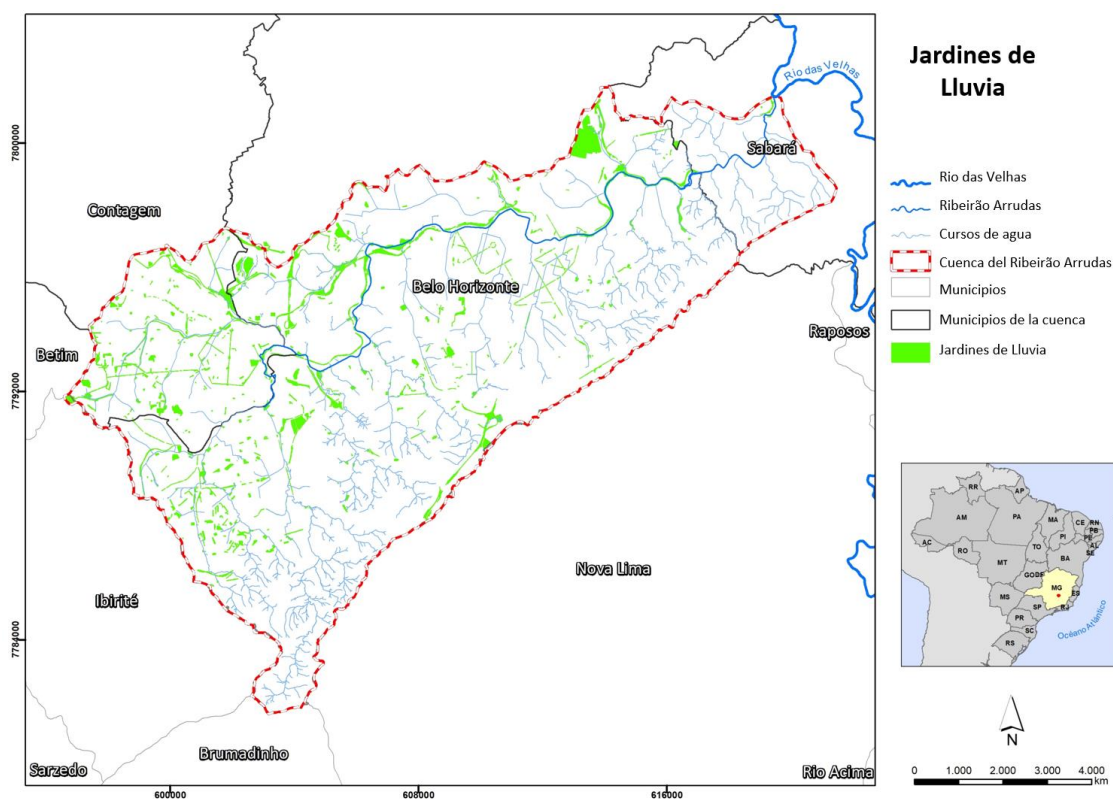 Jardines de
Lluvia
Rio das Velhas
Ribeirão Arrudas
Cursos de agua
Cuenca del Ribeirão Arrudas
Municipios
Municipios de la cuenca
Jardines de Lluvia
Rio das Velhas
Sabará
Contagem
Belo Horizonte
Raposos
Betim
Nova Lima
Ibirité
Brumadinho
Sarzedo
Rio Acima
7800000
7792000
7784000
600000
608000
616000
RR
AP
AM
PA
MA
CE
RN
PB
PE
AL
SE
PI
AC
TO
RO
BA
MT
GO
DF
MG
ES
MS
SP
RJ
PR
SC
RS
Océano Atlántico
N
0 1.000 2.000 3.000 4.000
km